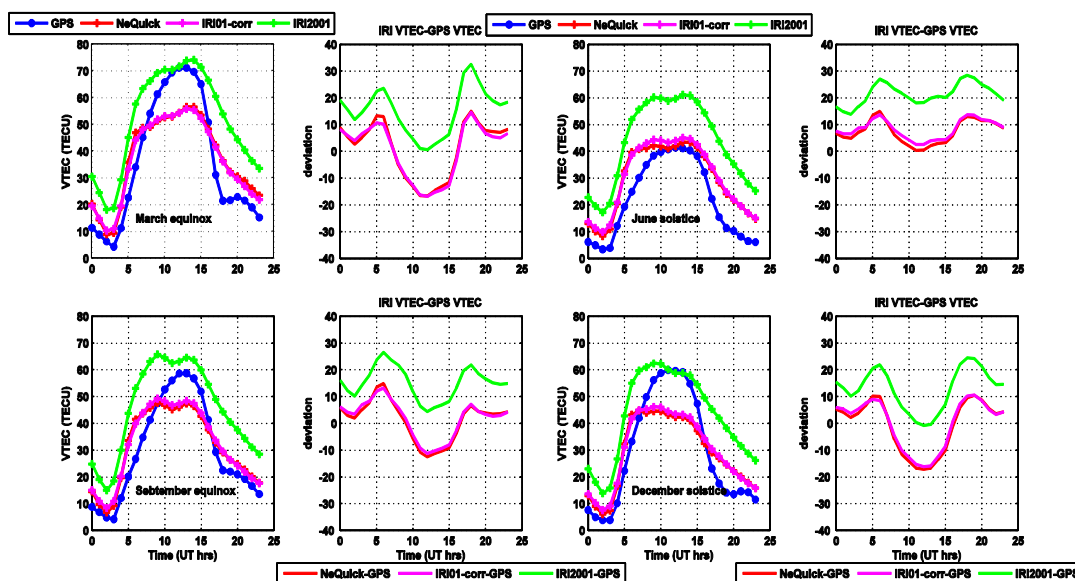 GPS NeQuick IRI01-corr IRI2001
GPS NeQuick IRI01-corr IRI2001
IRI VTEC-GPS VTEC
IRI VTEC-GPS VTEC
80
70
60
50
40
30
20
10
0
VTEC (TECU)
March equinox
0 5 10 15 20 25
40
30
20
10
0
-10
-20
-30
-40
deviation
0 5 10 15 20 25
80
70
60
50
40
30
20
10
0
VTEC (TECU)
June solstice
0 5 10 15 20 25
40
30
20
10
0
-10
-20
-30
-40
deviation
0 5 10 15 20 25
IRI VTEC-GPS VTEC
IRI VTEC-GPS VTEC
80
70
60
50
40
30
20
10
0
VTEC (TECU)
Sebtember equinox
0 5 10 15 20 25
Time (UT hrs)
40
30
20
10
0
-10
-20
-30
-40
deviation
0 5 10 15 20 25
Time (UT hrs)
80
70
60
50
40
30
20
10
0
VTEC (TECU)
December solstice
0 5 10 15 20 25
Time (UT hrs)
40
30
20
10
0
-10
-20
-30
-40
deviation
0 5 10 15 20 25
Time (UT hrs)
NeQuick-GPS IRI01-corr-GPS IRI2001-GPS
NeQuick-GPS IRI01-corr-GPS IRI2001-GPS